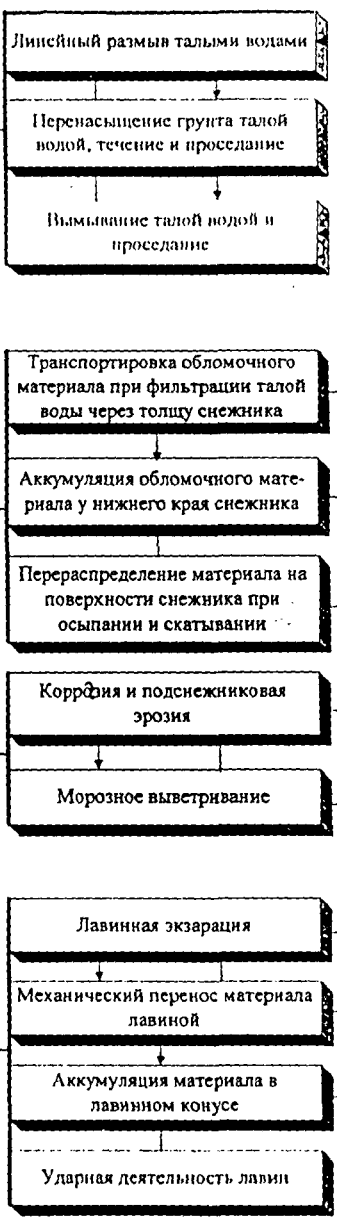 Линейный размыв талыми водами
Перенасыщение грунта талой
водой, течение и проседание
Вымывание талой водой и
проседание
Транспортировка обломочного
материала при фильтрации талой
воды через толщу снежника
Аккумуляция обломочного мате-
риала у нижнего края снежника
Перераспределение материала на
поверхности снежника при
осыпании и скатывании
Корразия и подснежниковая
эрозия
Морозное выветривание
Лавинная экзарация
Механический перенос материала
лавиной
Аккумуляция материала в
лавинном конусе
Ударная деятельность лавин